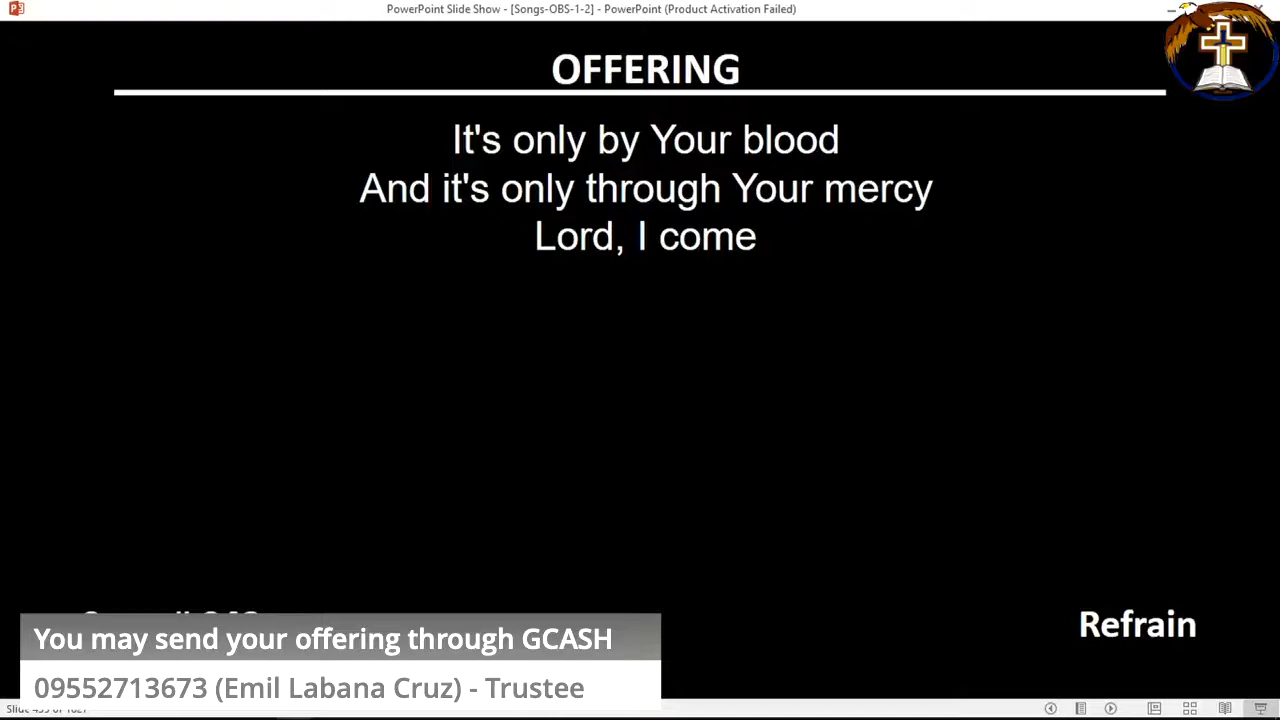 PowerPoint Slide Show - [Songs-OBS-1-2] - PowerPoint (Product Activation Failed)
OFFERING
It's only by Your blood
And it's only through Your mercy
Lord, I come
Refrain
You may send your offering through GCASH
09552713673 (Emil Labana Cruz) - Trustee